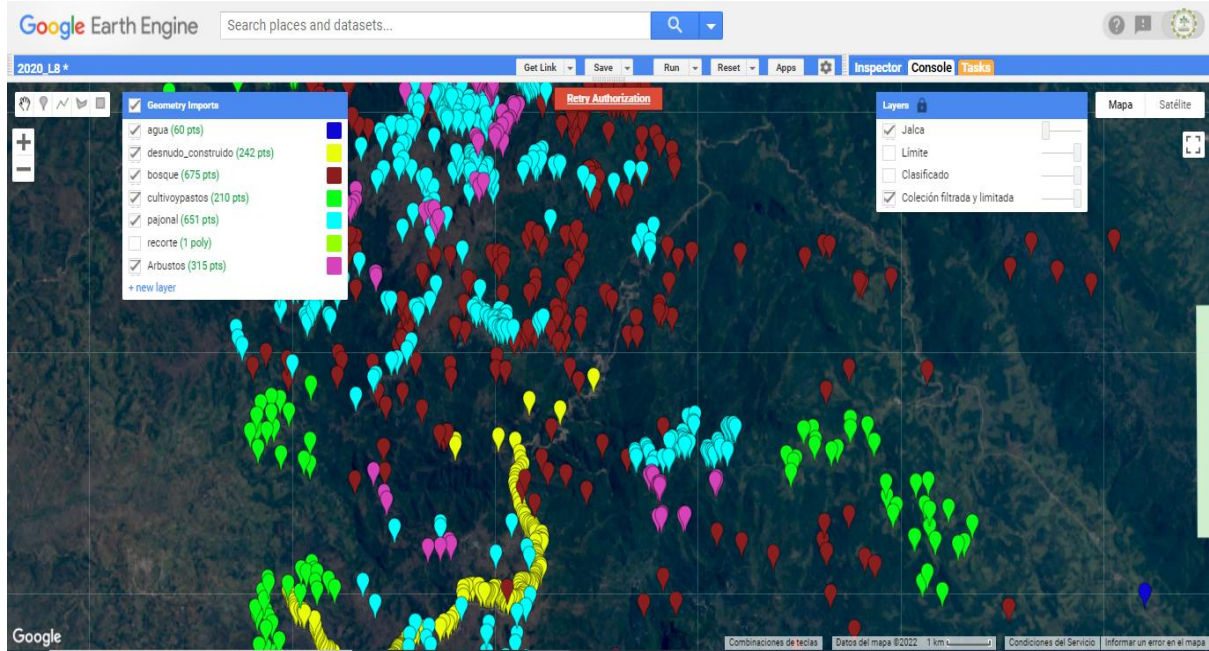 Google Earth Engine
Search places and datasets...
2020_L8 *
Get Link
Save
Run
Reset
Apps
Inspector
Console
Tasks
Geometry Imports
agua (60 pts)
desnudo_construido (242 pts)
bosque (675 pts)
cultivoypastos (210 pts)
pajonal (651 pts)
recorte (1 poly)
Arbustos (315 pts)
+ new layer
Retry Authorization
Layers
Jalca
Límite
Clasificado
Coleción filtrada y limitada
Mapa
Satélite
Google
Combinaciones de teclas
Datos del mapa ©2022
1 km
Condiciones del Servicio
Informar un error en el mapa